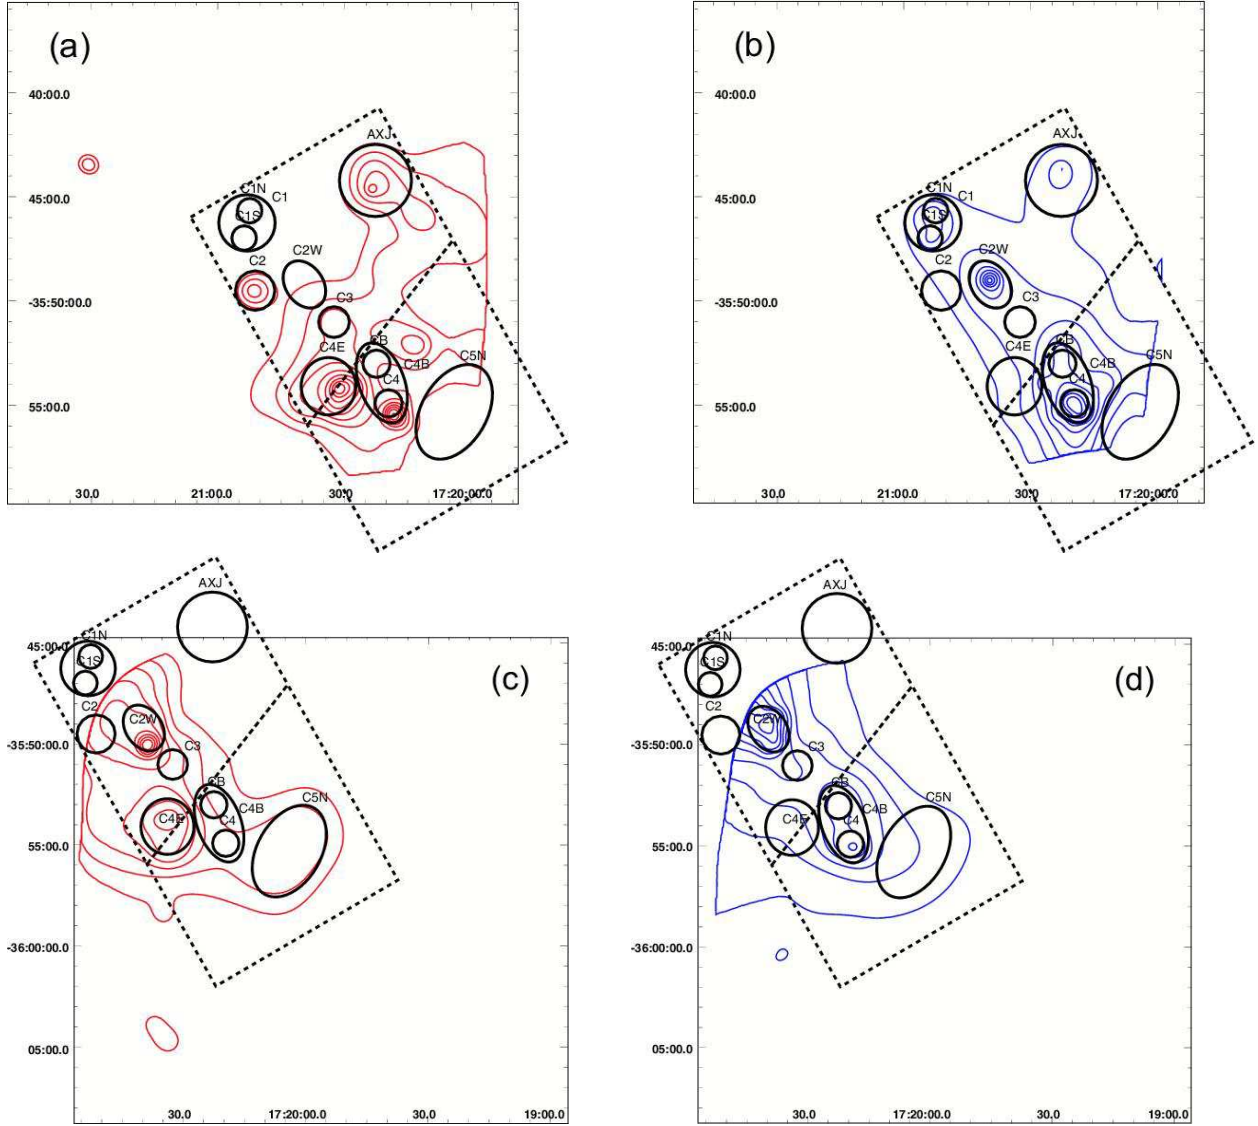 (a)
40:00.0
AXJ
C1N
C1
45:00.0
C1S
C2W
C2
-35:50:00.0
C3
C4E
CB
C4B
C5N
C4
55:00.0
30.0
21:00.0
30.0
17:20:00.0
(b)
40:00.0
AXJ
C1N
C1
45:00.0
C1S
C2W
C2
-35:50:00.0
C3
C4E
CB
C4B
C5N
C4
55:00.0
30.0
21:00.0
30.0
17:20:00.0
AXJ
C1N
45:00.0
C1S
(c)
C2
C2W
-35:50:00.0
C3
CB
C5N
C4B
C4E
C4
55:00.0
-36:00:00.0
05:00.0
30.0
17:20:00.0
30.0
19:00.0
AXJ
C1N
45:00.0
C1S
(d)
C2
C2W
-35:50:00.0
C3
CB
C5N
C4B
C4E
C4
55:00.0
-36:00:00.0
05:00.0
30.0
17:20:00.0
30.0
19:00.0